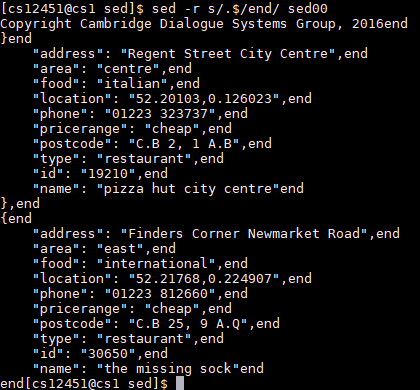 [cs12451@cs1 sed]$ sed -r s/.$/end/ sed00
Copyright Cambridge Dialogue Systems Group, 2016end
}end
    "address": "Regent Street City Centre",end
    "area": "centre",end
    "food": "italian",end
    "location": "52.20103,0.126023",end
    "phone": "01223 323737",end
    "pricerange": "cheap",end
    "postcode": "C.B 2, 1 A.B",end
    "type": "restaurant",end
    "id": "19210",end
    "name": "pizza hut city centre"end
},end
{end
    "address": "Finders Corner Newmarket Road",end
    "area": "east",end
    "food": "international",end
    "location": "52.21768,0.224907",end
    "phone": "01223 812660",end
    "pricerange": "cheap",end
    "postcode": "C.B 25, 9 A.Q",end
    "type": "restaurant",end
    "id": "30650",end
    "name": "the missing sock"end
end[cs12451@cs1 sed]$